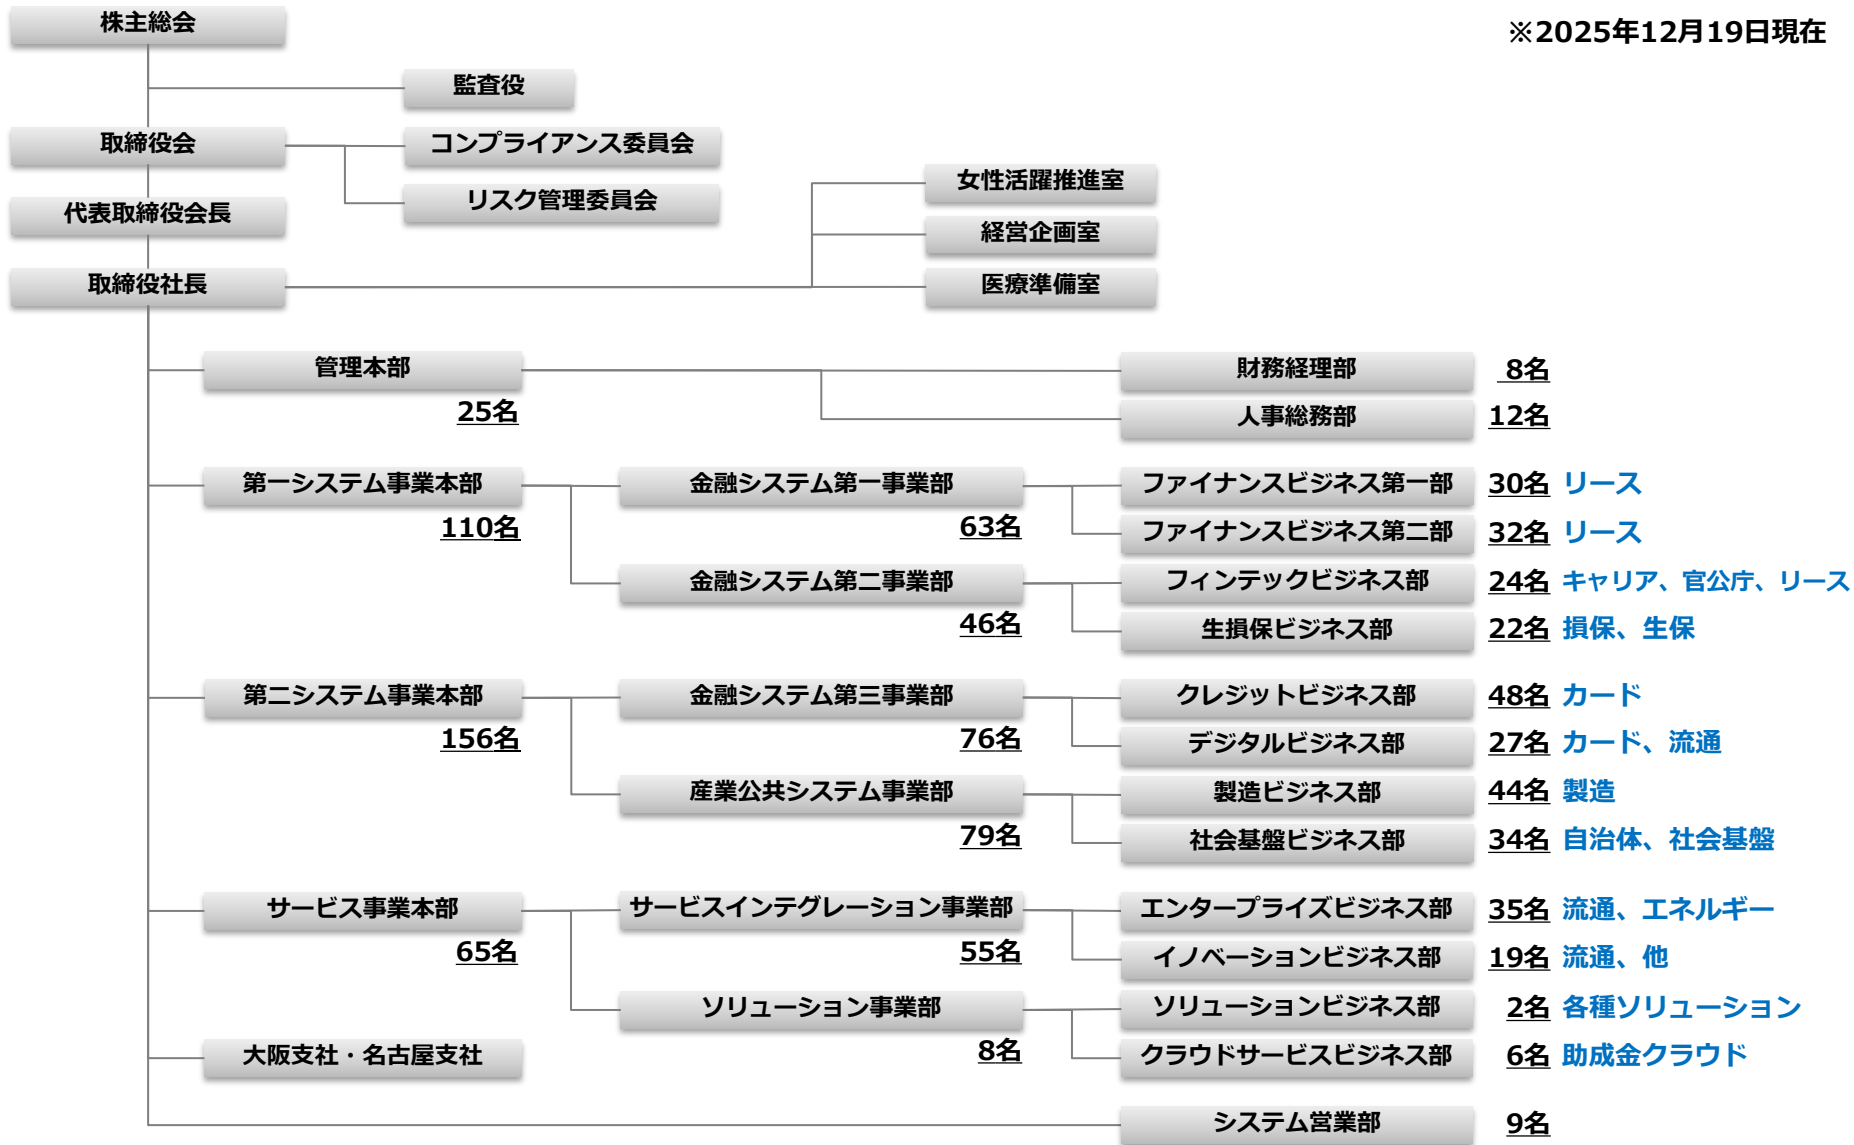 株主総会
※2025年12月19日現在
監査役
取締役会
コンプライアンス委員会
リスク管理委員会
代表取締役会長
女性活躍推進室
経営企画室
取締役社長
医療準備室
管理本部
25名
財務経理部 8名
人事総務部 12名
第一システム事業本部
110名
金融システム第一事業部
63名
ファイナンスビジネス第一部 30名 リース
ファイナンスビジネス第二部 32名 リース
金融システム第二事業部
46名
フィンテックビジネス部 24名 キャリア、官公庁、リース
生損保ビジネス部 22名 損保、生保
第二システム事業本部
156名
金融システム第三事業部
76名
クレジットビジネス部 48名 カード
デジタルビジネス部 27名 カード、流通
産業公共システム事業部
79名
製造ビジネス部 44名 製造
社会基盤ビジネス部 34名 自治体、社会基盤
サービス事業本部
65名
サービスインテグレーション事業部
55名
エンタープライズビジネス部 35名 流通、エネルギー
イノベーションビジネス部 19名 流通、他
ソリューション事業部
8名
ソリューションビジネス部 2名 各種ソリューション
クラウドサービスビジネス部 6名 助成金クラウド
大阪支社・名古屋支社
システム営業部 9名